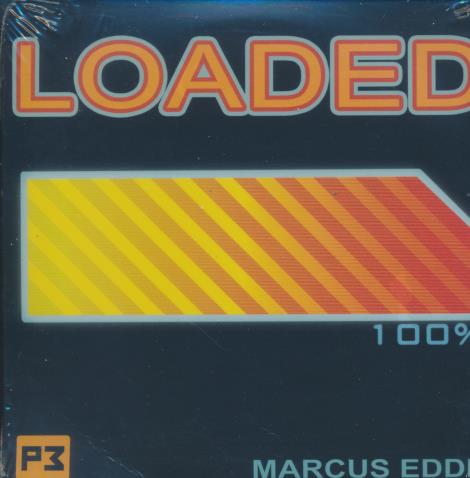 LOADED
100%
P3
MARCUS EDDI